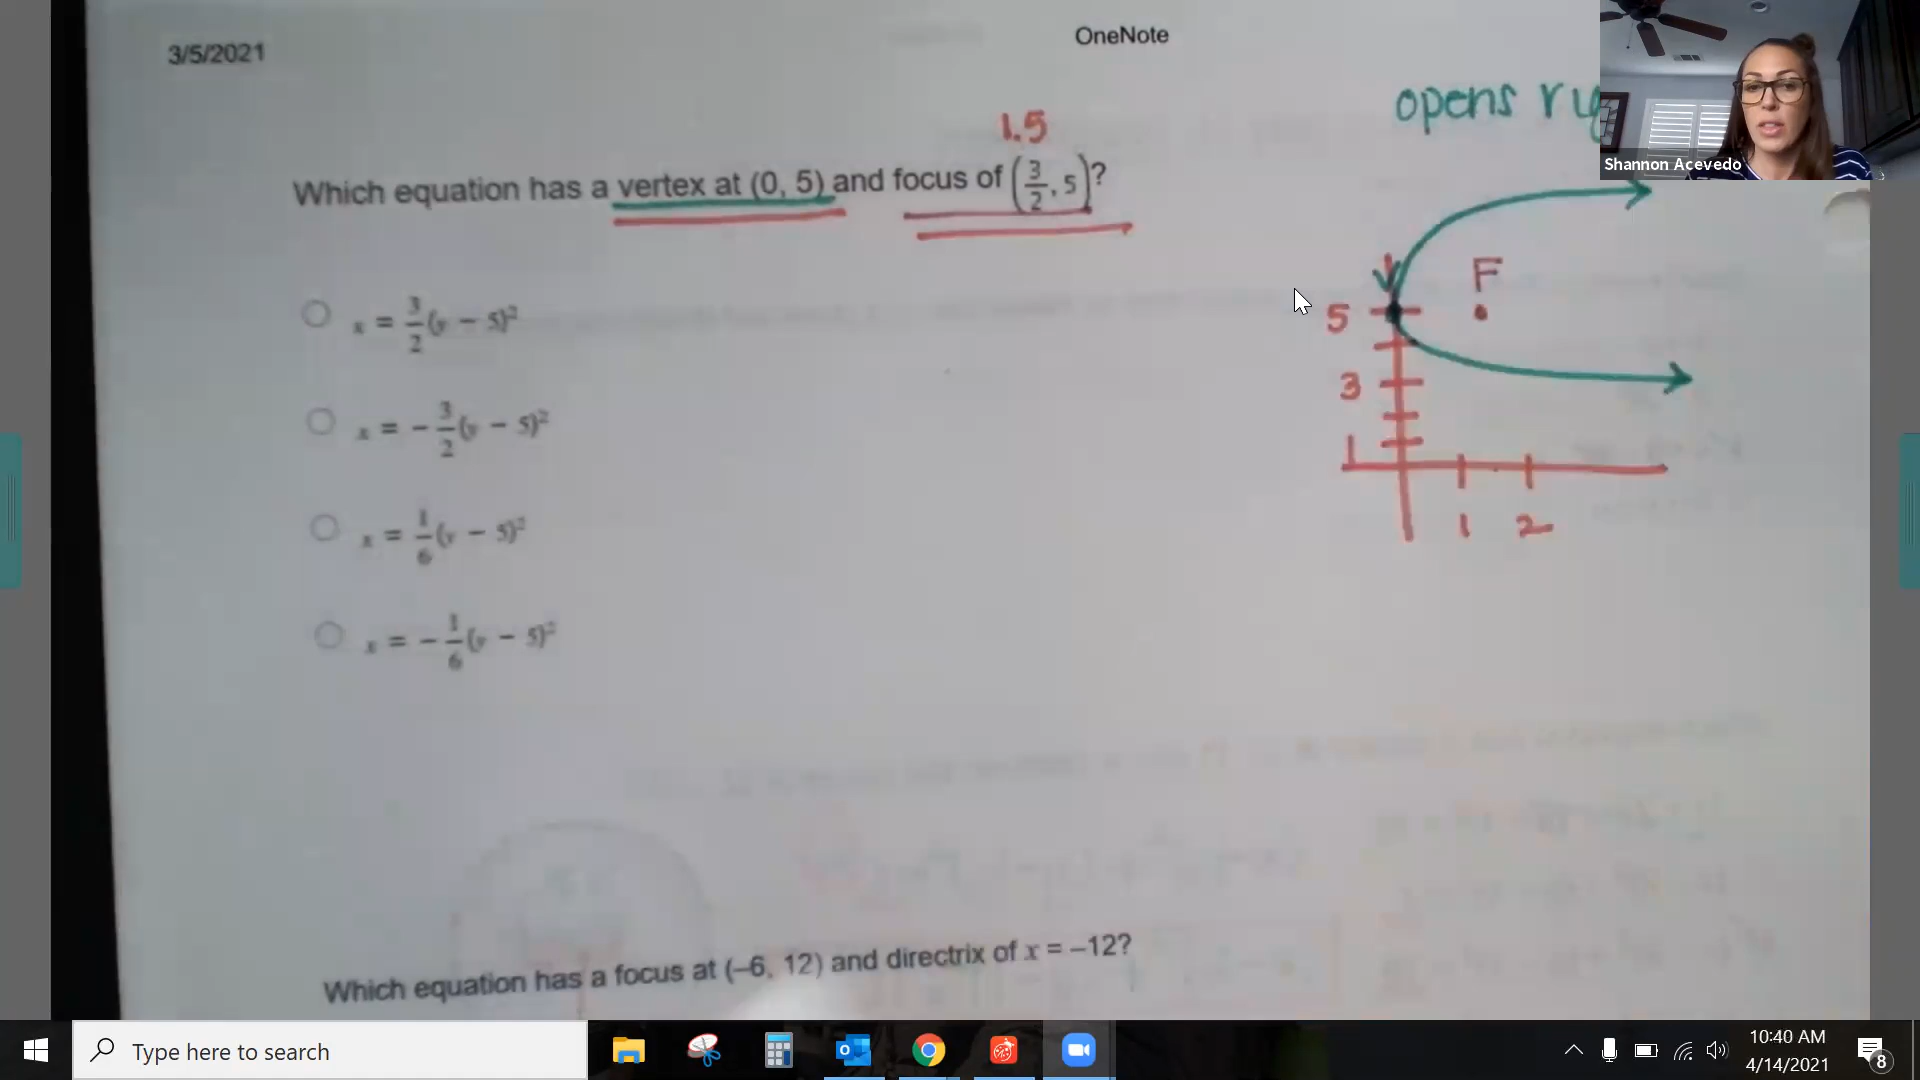 3/5/2021
OneNote
opens
Shannon Acevedo
1.5
Which equation has a vertex at (0, 5) and focus of (3/2, 5)?
x = 3/2(y − 5)²
x = −3/2(y − 5)²
x = 1/6(y − 5)²
x = −1/6(y − 5)²
F
5
3
1
1 2
Which equation has a focus at (−6, 12) and directrix of x = −12?
Type here to search
10:40 AM
4/14/2021
8